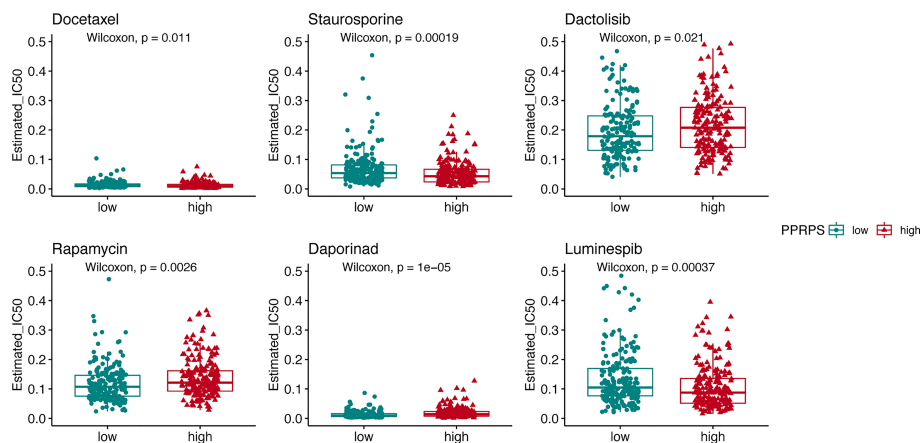 Docetaxel
Wilcoxon, p = 0.011
Estimated_IC50
0.5
0.4
0.3
0.2
0.1
0.0
low
high
Staurosporine
Wilcoxon, p = 0.00019
Estimated_IC50
0.5
0.4
0.3
0.2
0.1
0.0
low
high
Dactolisib
Wilcoxon, p = 0.021
Estimated_IC50
0.5
0.4
0.3
0.2
0.1
0.0
low
high
PPRPS low high
Rapamycin
Wilcoxon, p = 0.0026
Estimated_IC50
0.5
0.4
0.3
0.2
0.1
0.0
low
high
Daporinad
Wilcoxon, p = 1e−05
Estimated_IC50
0.5
0.4
0.3
0.2
0.1
0.0
low
high
Luminespib
Wilcoxon, p = 0.00037
Estimated_IC50
0.5
0.4
0.3
0.2
0.1
0.0
low
high